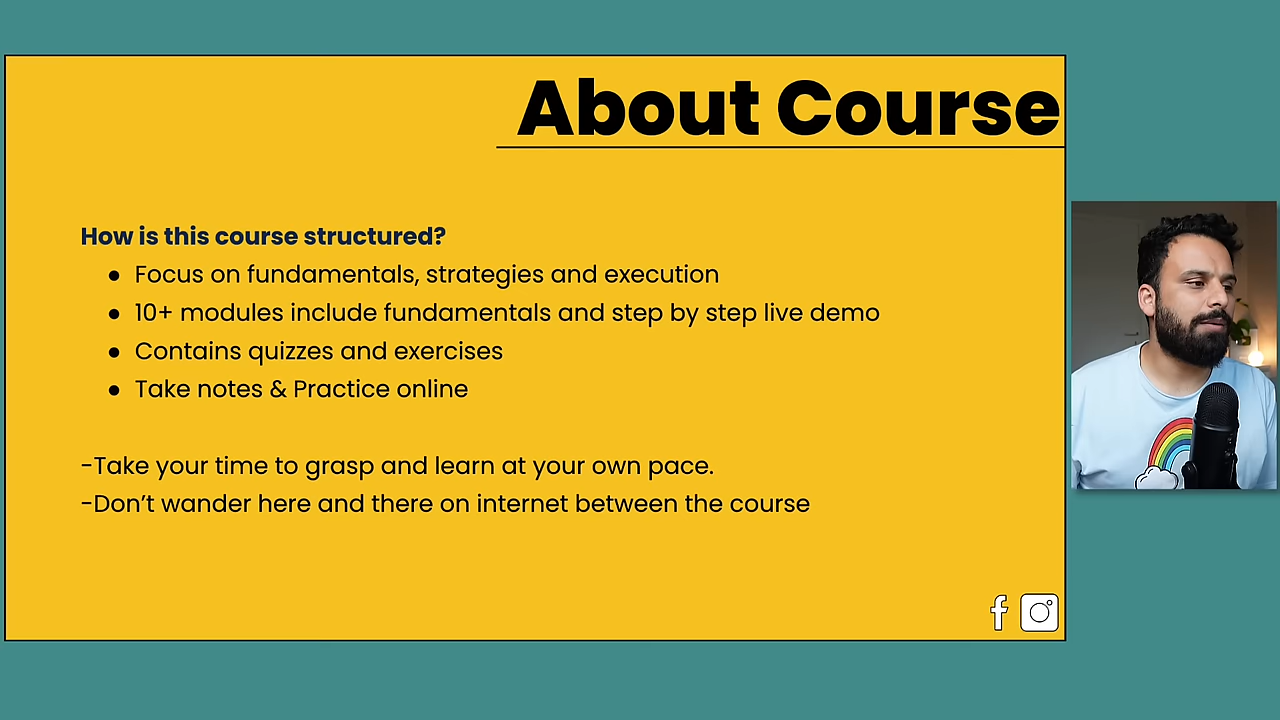 About Course
How is this course structured?
● Focus on fundamentals, strategies and execution
● 10+ modules include fundamentals and step by step live demo
● Contains quizzes and exercises
● Take notes & Practice online
-Take your time to grasp and learn at your own pace.
-Don’t wander here and there on internet between the course